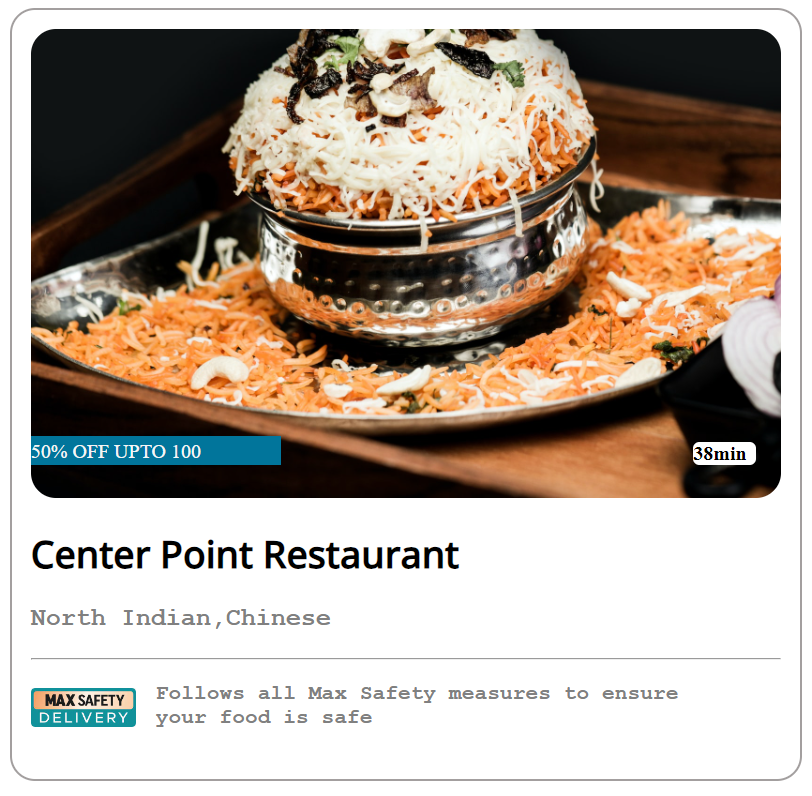 50% OFF UPTO 100
38min
Center Point Restaurant
North Indian,Chinese
MAX SAFETY
DELIVERY
Follows all Max Safety measures to ensure
your food is safe